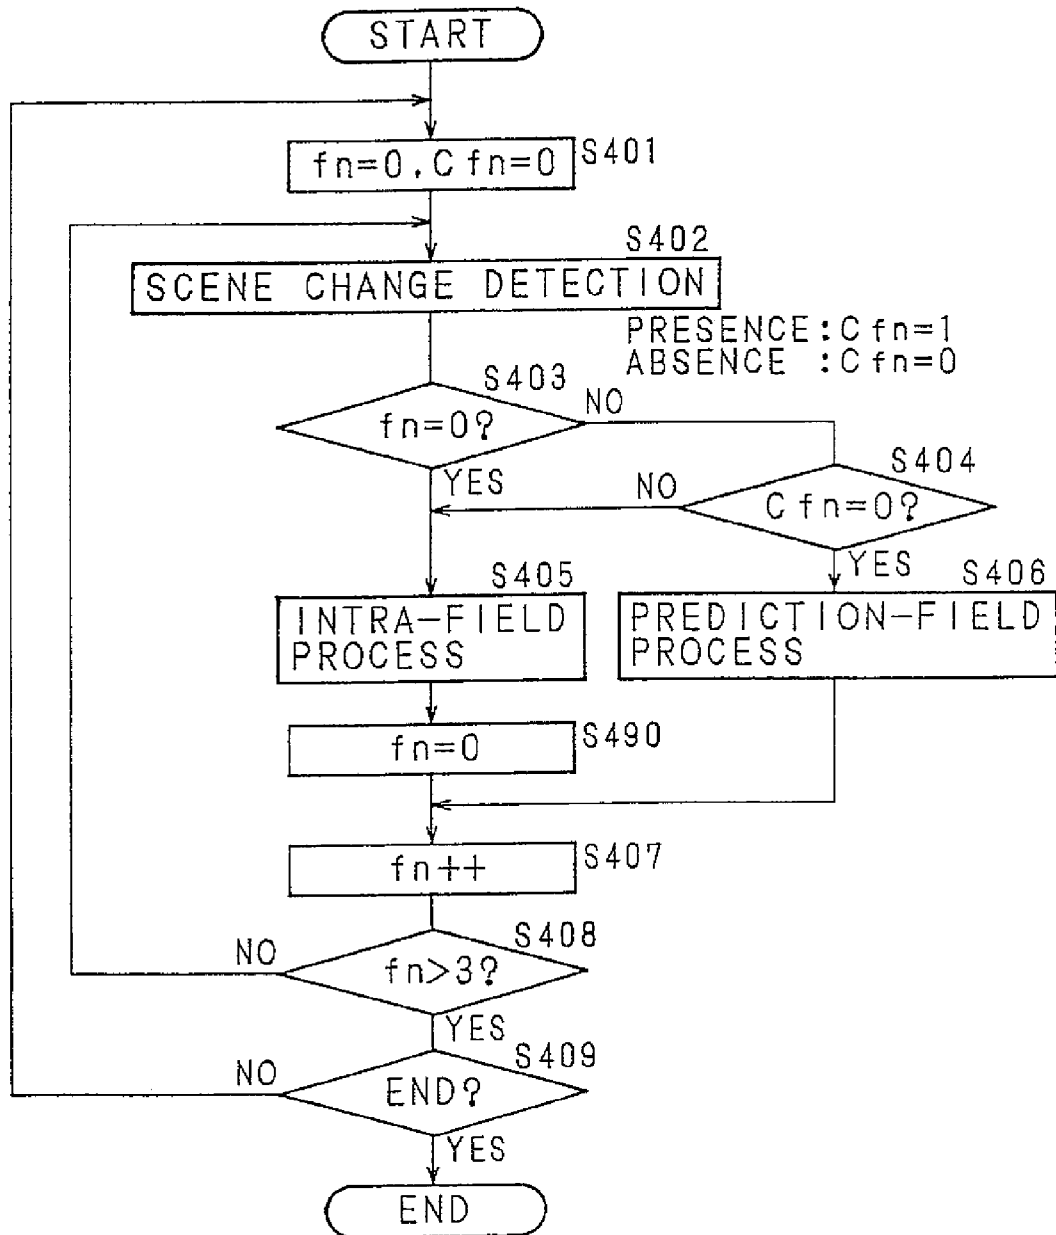 START
fn=0.Cfn=0
S401
S402
SCENE CHANGE DETECTION
PRESENCE:Cfn=1
ABSENCE :Cfn=0
S403
fn=0?
NO
YES
S404
NO
Cfn=0?
YES
S405
INTRA-FIELD
PROCESS
S406
PREDICTION-FIELD
PROCESS
fn=0
S490
fn++
S407
S408
NO
fn>3?
YES
S409
NO
END?
YES
END